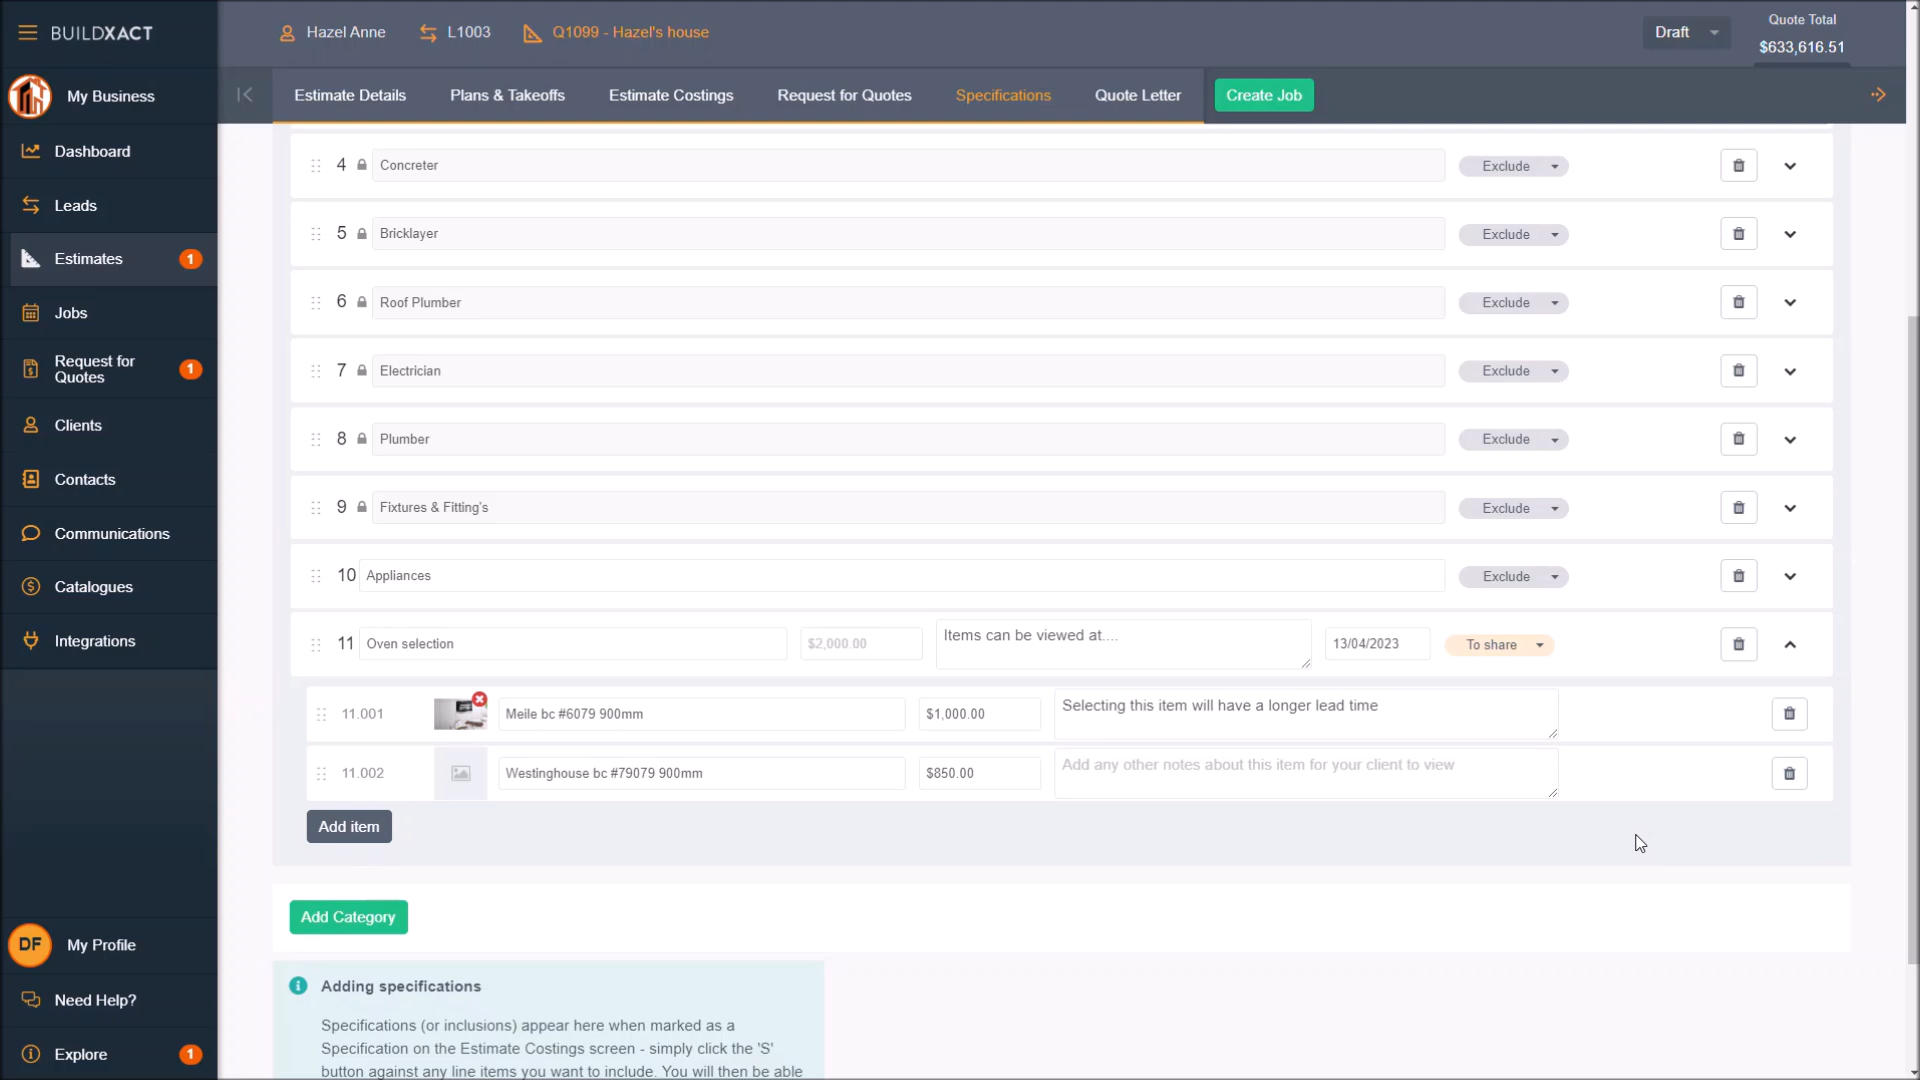 BUILDXACT
Hazel Anne
L1003
Q1099 - Hazel's house
Draft
Quote Total
$633,616.51
My Business
Estimate Details
Plans & Takeoffs
Estimate Costings
Request for Quotes
Specifications
Quote Letter
Create Job
Dashboard
Leads
Estimates 1
Jobs
Request for
Quotes
1
Clients
Contacts
Communications
Catalogues
Integrations
4 Concreter Exclude
5 Bricklayer Exclude
6 Roof Plumber Exclude
7 Electrician Exclude
8 Plumber Exclude
9 Fixtures & Fitting's Exclude
10 Appliances Exclude
11 Oven selection $2,000.00 Items can be viewed at.... 13/04/2023 To share
11.001 Meile bc #6079 900mm $1,000.00 Selecting this item will have a longer lead time
11.002 Westinghouse bc #79079 900mm $850.00 Add any other notes about this item for your client to view
Add item
Add Category
DF My Profile
Need Help?
Explore 1
Adding specifications
Specifications (or inclusions) appear here when marked as a
Specification on the Estimate Costings screen - simply click the 'S'
button against any line items you want to include. You will then be able